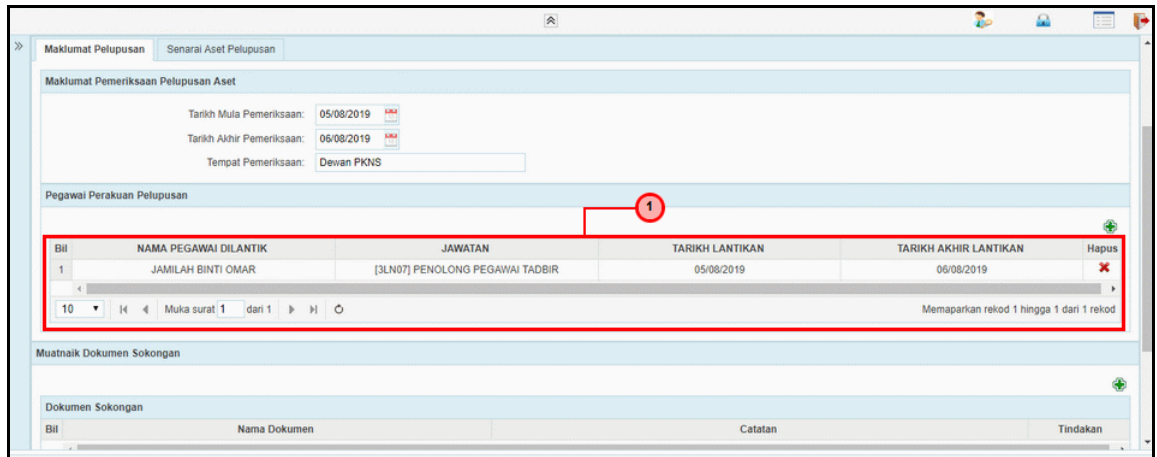 Maklumat Pelupusan Senarai Aset Pelupusan
Maklumat Pemeriksaan Pelupusan Aset
Tarikh Mula Pemeriksaan: 05/08/2019
Tarikh Akhir Pemeriksaan: 06/08/2019
Tempat Pemeriksaan: Dewan PKNS
Pegawai Perakuan Pelupusan
1
Bil NAMA PEGAWAI DILANTIK JAWATAN TARIKH LANTIKAN TARIKH AKHIR LANTIKAN Hapus
1 JAMILAH BINTI OMAR [3LN07] PENOLONG PEGAWAI TADBIR 05/08/2019 06/08/2019
10 Muka surat 1 dari 1 Memaparkan rekod 1 hingga 1 dari 1 rekod
Muatnaik Dokumen Sokongan
Dokumen Sokongan
Bil Nama Dokumen Catatan Tindakan